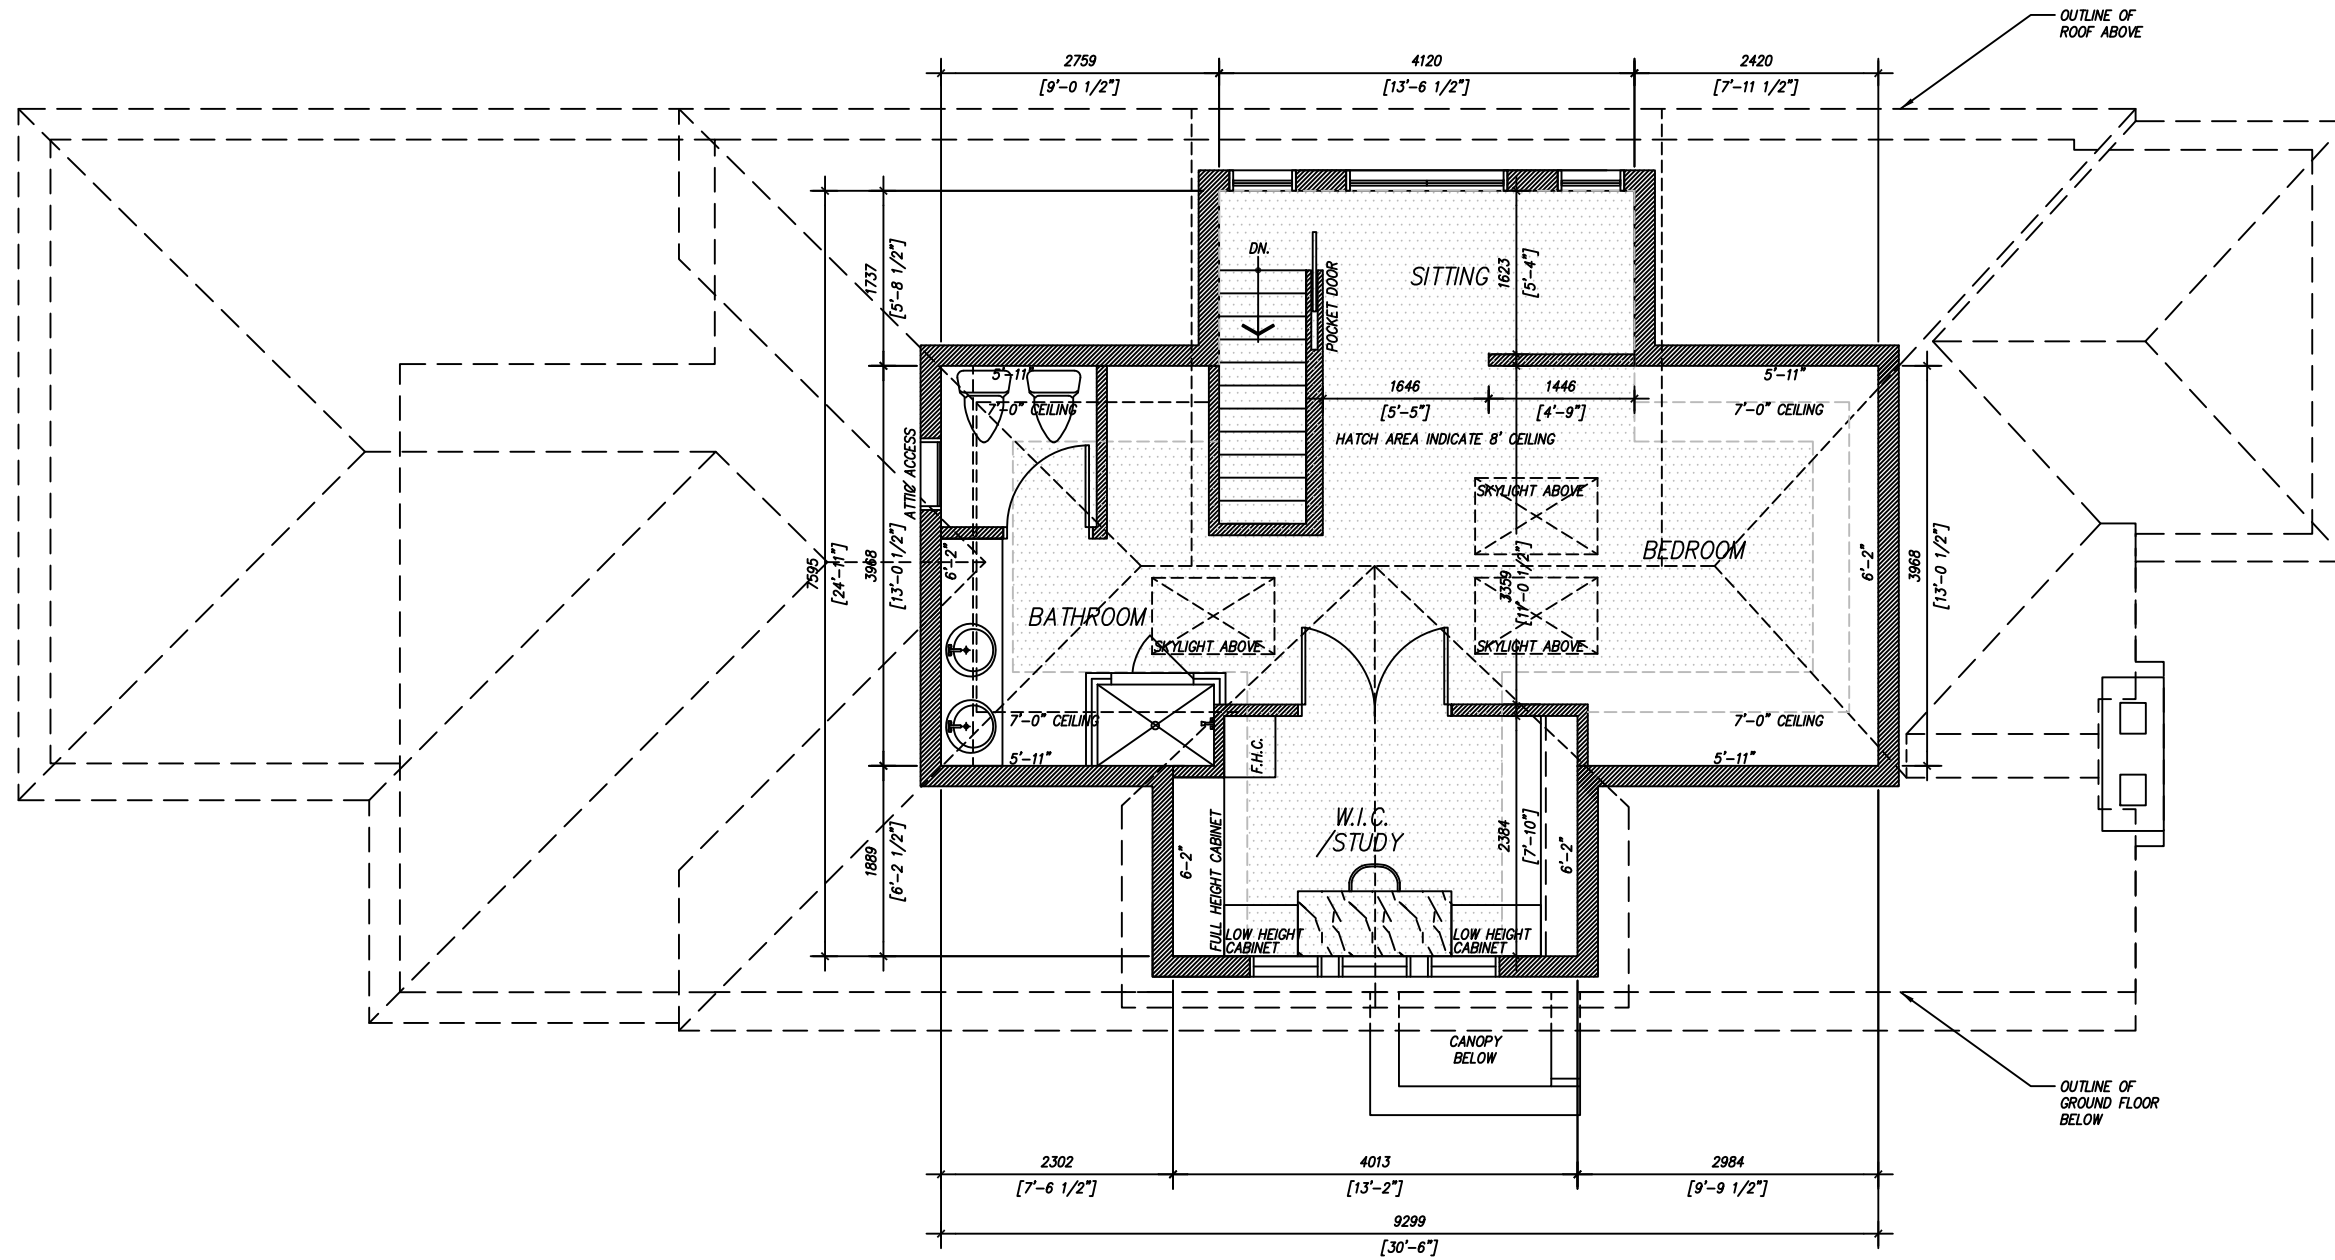 OUTLINE OF
ROOF ABOVE
2759
[9'-0 1/2"]
4120
[13'-6 1/2"]
2420
[7'-11 1/2"]
1737
[5'-8 1/2"]
DN.
POCKET DOOR
SITTING
1623
[5'-4"]
5'-11"
7'-0" CEILING
1646
[5'-5"]
1446
[4'-9"]
5'-11"
7'-0" CEILING
HATCH AREA INDICATE 8' CEILING
ATTIC ACCESS
SKYLIGHT ABOVE
7595
[24'-11"]
3968
[13'-0 1/2"]
6'-2"
BEDROOM
3359
[11'-0 1/2"]
6'-2"
3968
[13'-0 1/2"]
BATHROOM
SKYLIGHT ABOVE
SKYLIGHT ABOVE
7'-0" CEILING
5'-11"
F.H.C.
7'-0" CEILING
5'-11"
1889
[6'-2 1/2"]
6-2"
FULL HEIGHT CABINET
W.I.C.
/STUDY
2384
[7'-10"]
6'-2"
LOW HEIGHT
CABINET
LOW HEIGHT
CABINET
CANOPY
BELOW
OUTLINE OF
GROUND FLOOR
BELOW
2302
[7'-6 1/2"]
4013
[13'-2"]
2984
[9'-9 1/2"]
9299
[30'-6"]